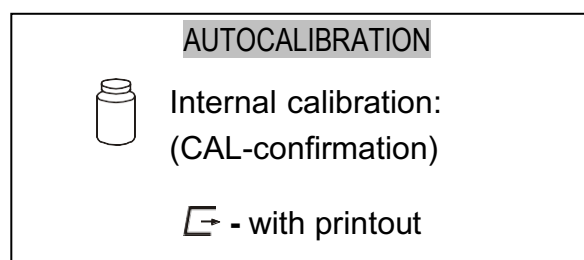 AUTOCALIBRATION
Internal calibration:
(CAL-confirmation)
- with printout